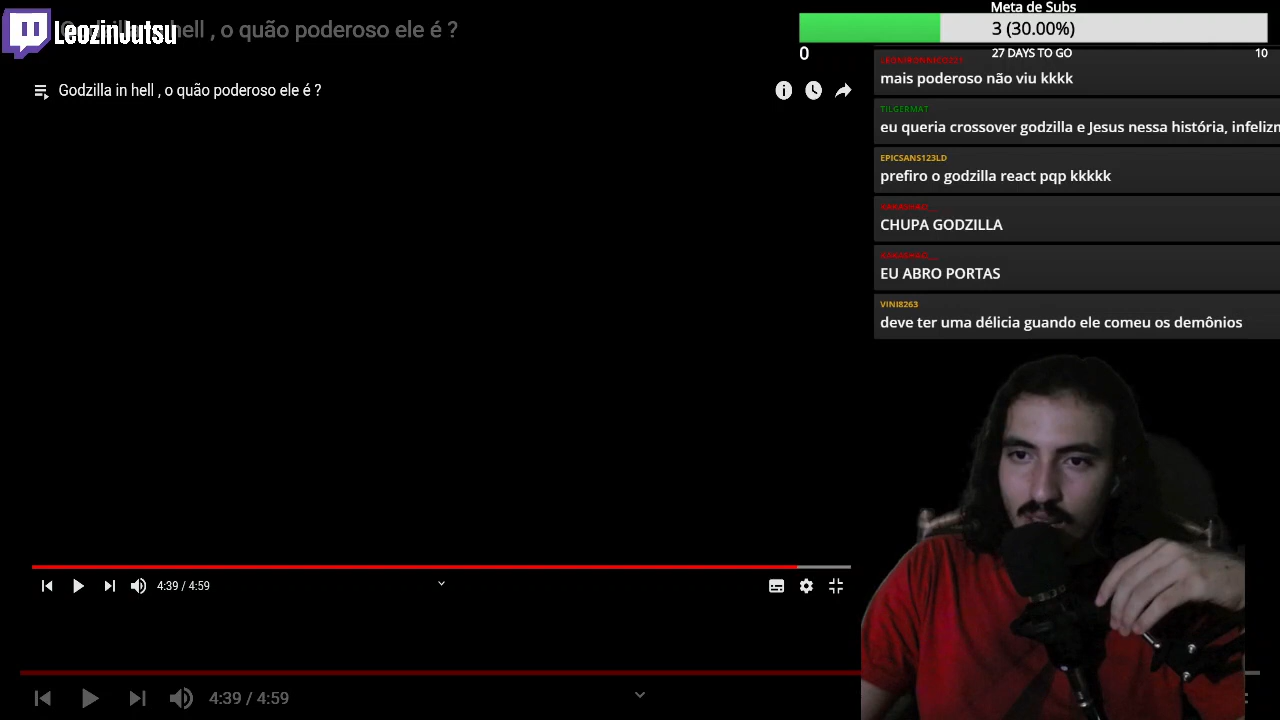 LeozinJutsu
hell , o quão poderoso ele é ?
Godzilla in hell , o quão poderoso ele é ?
Meta de Subs
3 (30.00%)
0
27 DAYS TO GO
10
mais poderoso não viu kkkk
TILGERMAT
eu queria crossover godzilla e Jesus nessa história,
EPICSANS123LD
prefiro o godzilla react pqp kkkkk
CHUPA GODZILLA
EU ABRO PORTAS
VINI8263
deve ter uma délicia guando ele comeu os demônios
4:39 / 4:59
4:39 / 4:59